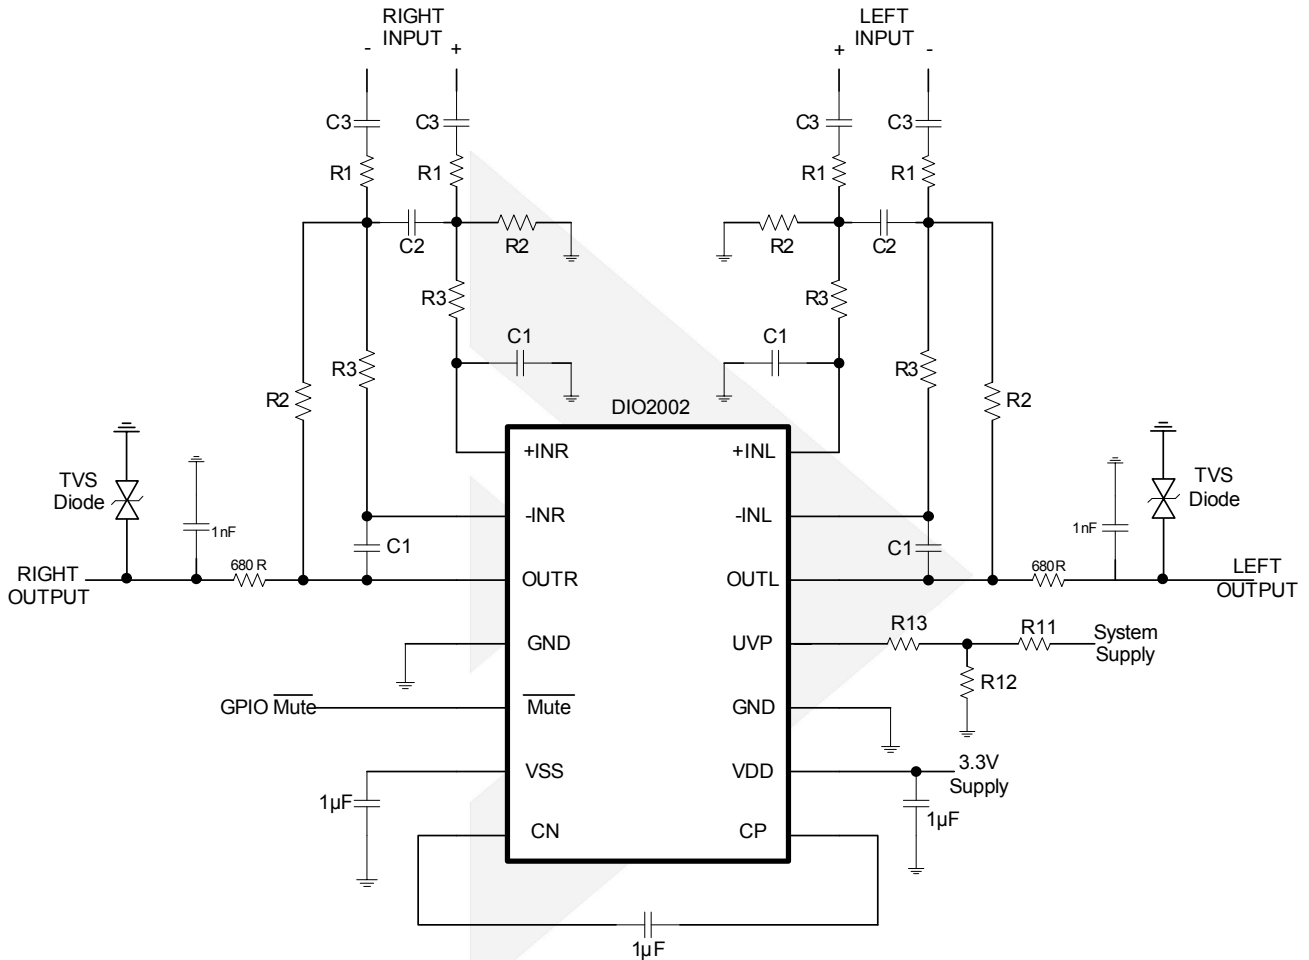 RIGHT
INPUT
LEFT
INPUT
-
+
+
-
C3
C3
C3
C3
R1
R1
R1
R1
C2
R2
R2
C2
R3
R3
C1
C1
R2
R3
R3
R2
DIO2002
+INR
+INL
TVS
Diode
TVS
Diode
-INR
-INL
1nF
1nF
C1
C1
680R
680R
RIGHT
OUTPUT
OUTR
OUTL
LEFT
OUTPUT
GND
UVP
R13
R11
System
Supply
R12
GPIO Mute
Mute
GND
VSS
VDD
3.3V
Supply
1µF
1µF
CN
CP
1µF